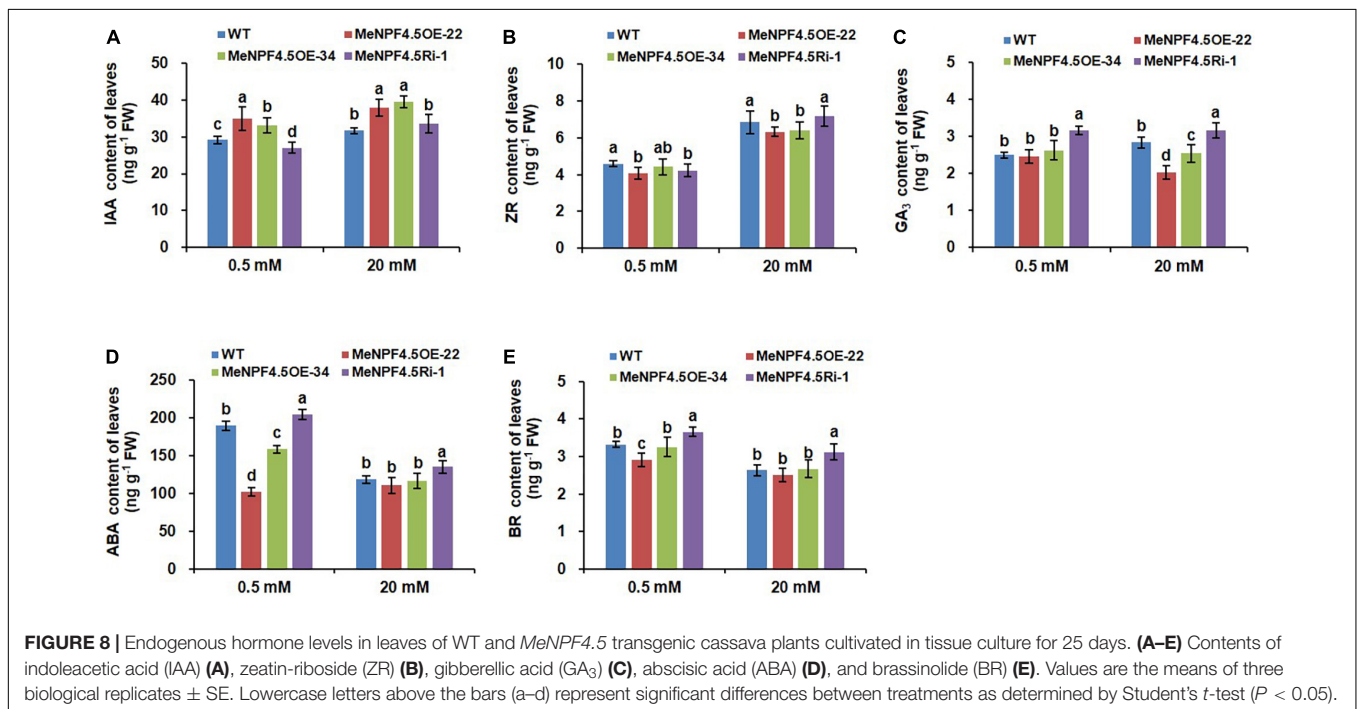 A
WT
MeNPF4.5OE-22
MeNPF4.5OE-34
MeNPF4.5Ri-1
IAA content of leaves
(ng g⁻¹ FW)
50
40
30
20
10
0
c a b d
b a a b
0.5 mM
20 mM
B
WT
MeNPF4.5OE-22
MeNPF4.5OE-34
MeNPF4.5Ri-1
ZR content of leaves
(ng g⁻¹ FW)
8
6
4
2
0
a b ab b
a b b a
0.5 mM
20 mM
C
WT
MeNPF4.5OE-22
MeNPF4.5OE-34
MeNPF4.5Ri-1
GA₃ content of leaves
(ng g⁻¹ FW)
5
4
3
2
1
0
b b b a
b d c a
0.5 mM
20 mM
D
WT
MeNPF4.5OE-22
MeNPF4.5OE-34
MeNPF4.5Ri-1
ABA content of leaves
(ng g⁻¹ FW)
250
200
150
100
50
0
b d c a
b b b a
0.5 mM
20 mM
E
WT
MeNPF4.5OE-22
MeNPF4.5OE-34
MeNPF4.5Ri-1
BR content of leaves
(ng g⁻¹ FW)
5
4
3
2
1
0
b c b a
b b b a
0.5 mM
20 mM
FIGURE 8 | Endogenous hormone levels in leaves of WT and MeNPF4.5 transgenic cassava plants cultivated in tissue culture for 25 days. (A–E) Contents of
indoleacetic acid (IAA) (A), zeatin-riboside (ZR) (B), gibberellic acid (GA₃) (C), abscisic acid (ABA) (D), and brassinolide (BR) (E). Values are the means of three
biological replicates ± SE. Lowercase letters above the bars (a–d) represent significant differences between treatments as determined by Student's t-test (P < 0.05).